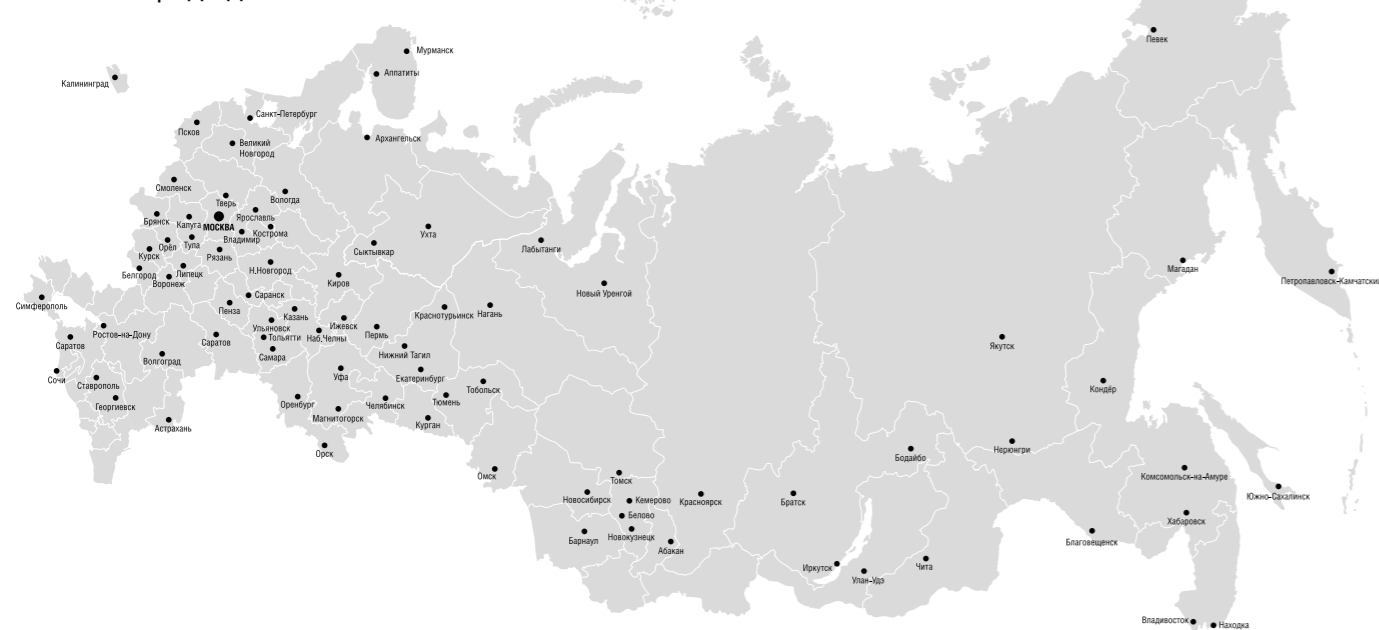 Певек
Мурманск
Аппатиты
Калининград
Санкт-Петербург
Псков
Архангельск
Великий
Новгород
Смоленск
Вологда
Тверь
Ярославль
Брянск
Калуга
МОСКВА
Кострома
Владимир
Ухта
Орёл
Тула
Сыктывкар
Лабытанги
Курск
Рязань
Магадан
Белгород
Липецк
Н.Новгород
Воронеж
Киров
Петропавловск-Камчатский
Новый Уренгой
Саранск
Симферополь
Пенза
Казань
Краснотурьинск
Нагань
Ульяновск
Ижевск
Ростов-на-Дону
Тольятти
Наб.Челны
Пермь
Саратов
Саратов
Якутск
Самара
Нижний Тагил
Волгоград
Сочи
Ставрополь
Уфа
Екатеринбург
Тобольск
Кондёр
Георгиевск
Оренбург
Челябинск
Тюмень
Магнитогорск
Курган
Астрахань
Орск
Бодайбо
Нерюнгри
Омск
Томск
Комсомольск-на-Амуре
Новосибирск
Кемерово
Красноярск
Братск
Южно-Сахалинск
Белово
Хабаровск
Барнаул
Новокузнецк
Абакан
Благовещенск
Иркутск
Улан-Удэ
Чита
Владивосток
Находка